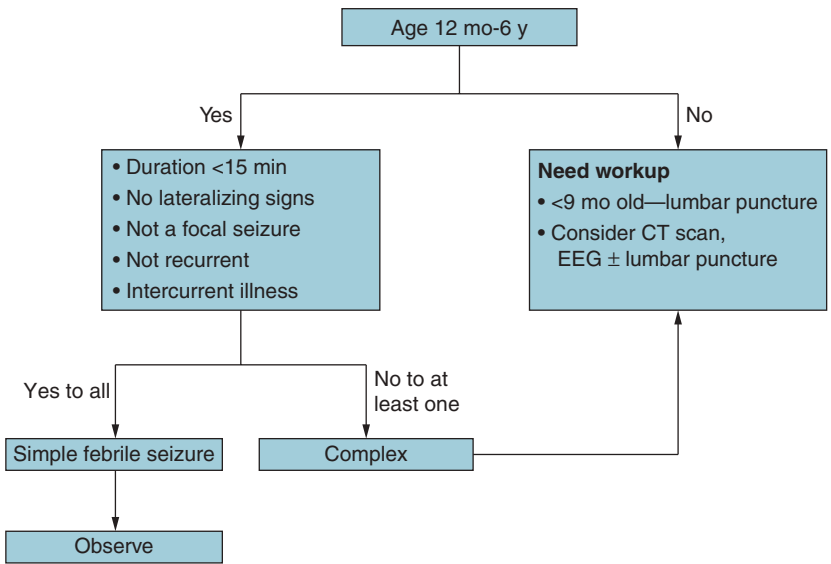 Age 12 mo-6 y
Yes
No
• Duration <15 min
• No lateralizing signs
• Not a focal seizure
• Not recurrent
• Intercurrent illness
Need workup
• <9 mo old—lumbar puncture
• Consider CT scan,
EEG ± lumbar puncture
Yes to all
No to at
least one
Simple febrile seizure
Complex
Observe